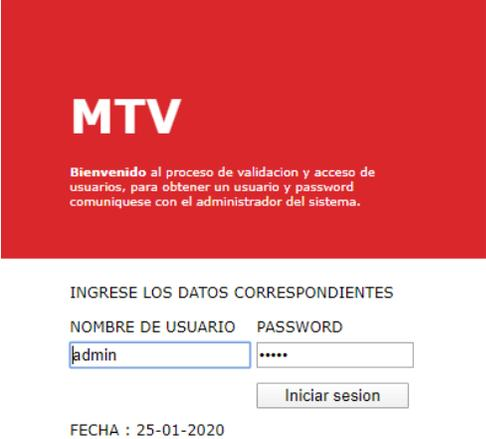 MTV
Bienvenido al proceso de validacion y acceso de
usuarios, para obtener un usuario y password
comuniquese con el administrador del sistema.
INGRESE LOS DATOS CORRESPONDIENTES
NOMBRE DE USUARIO PASSWORD
admin •••••
Iniciar sesion
FECHA : 25-01-2020